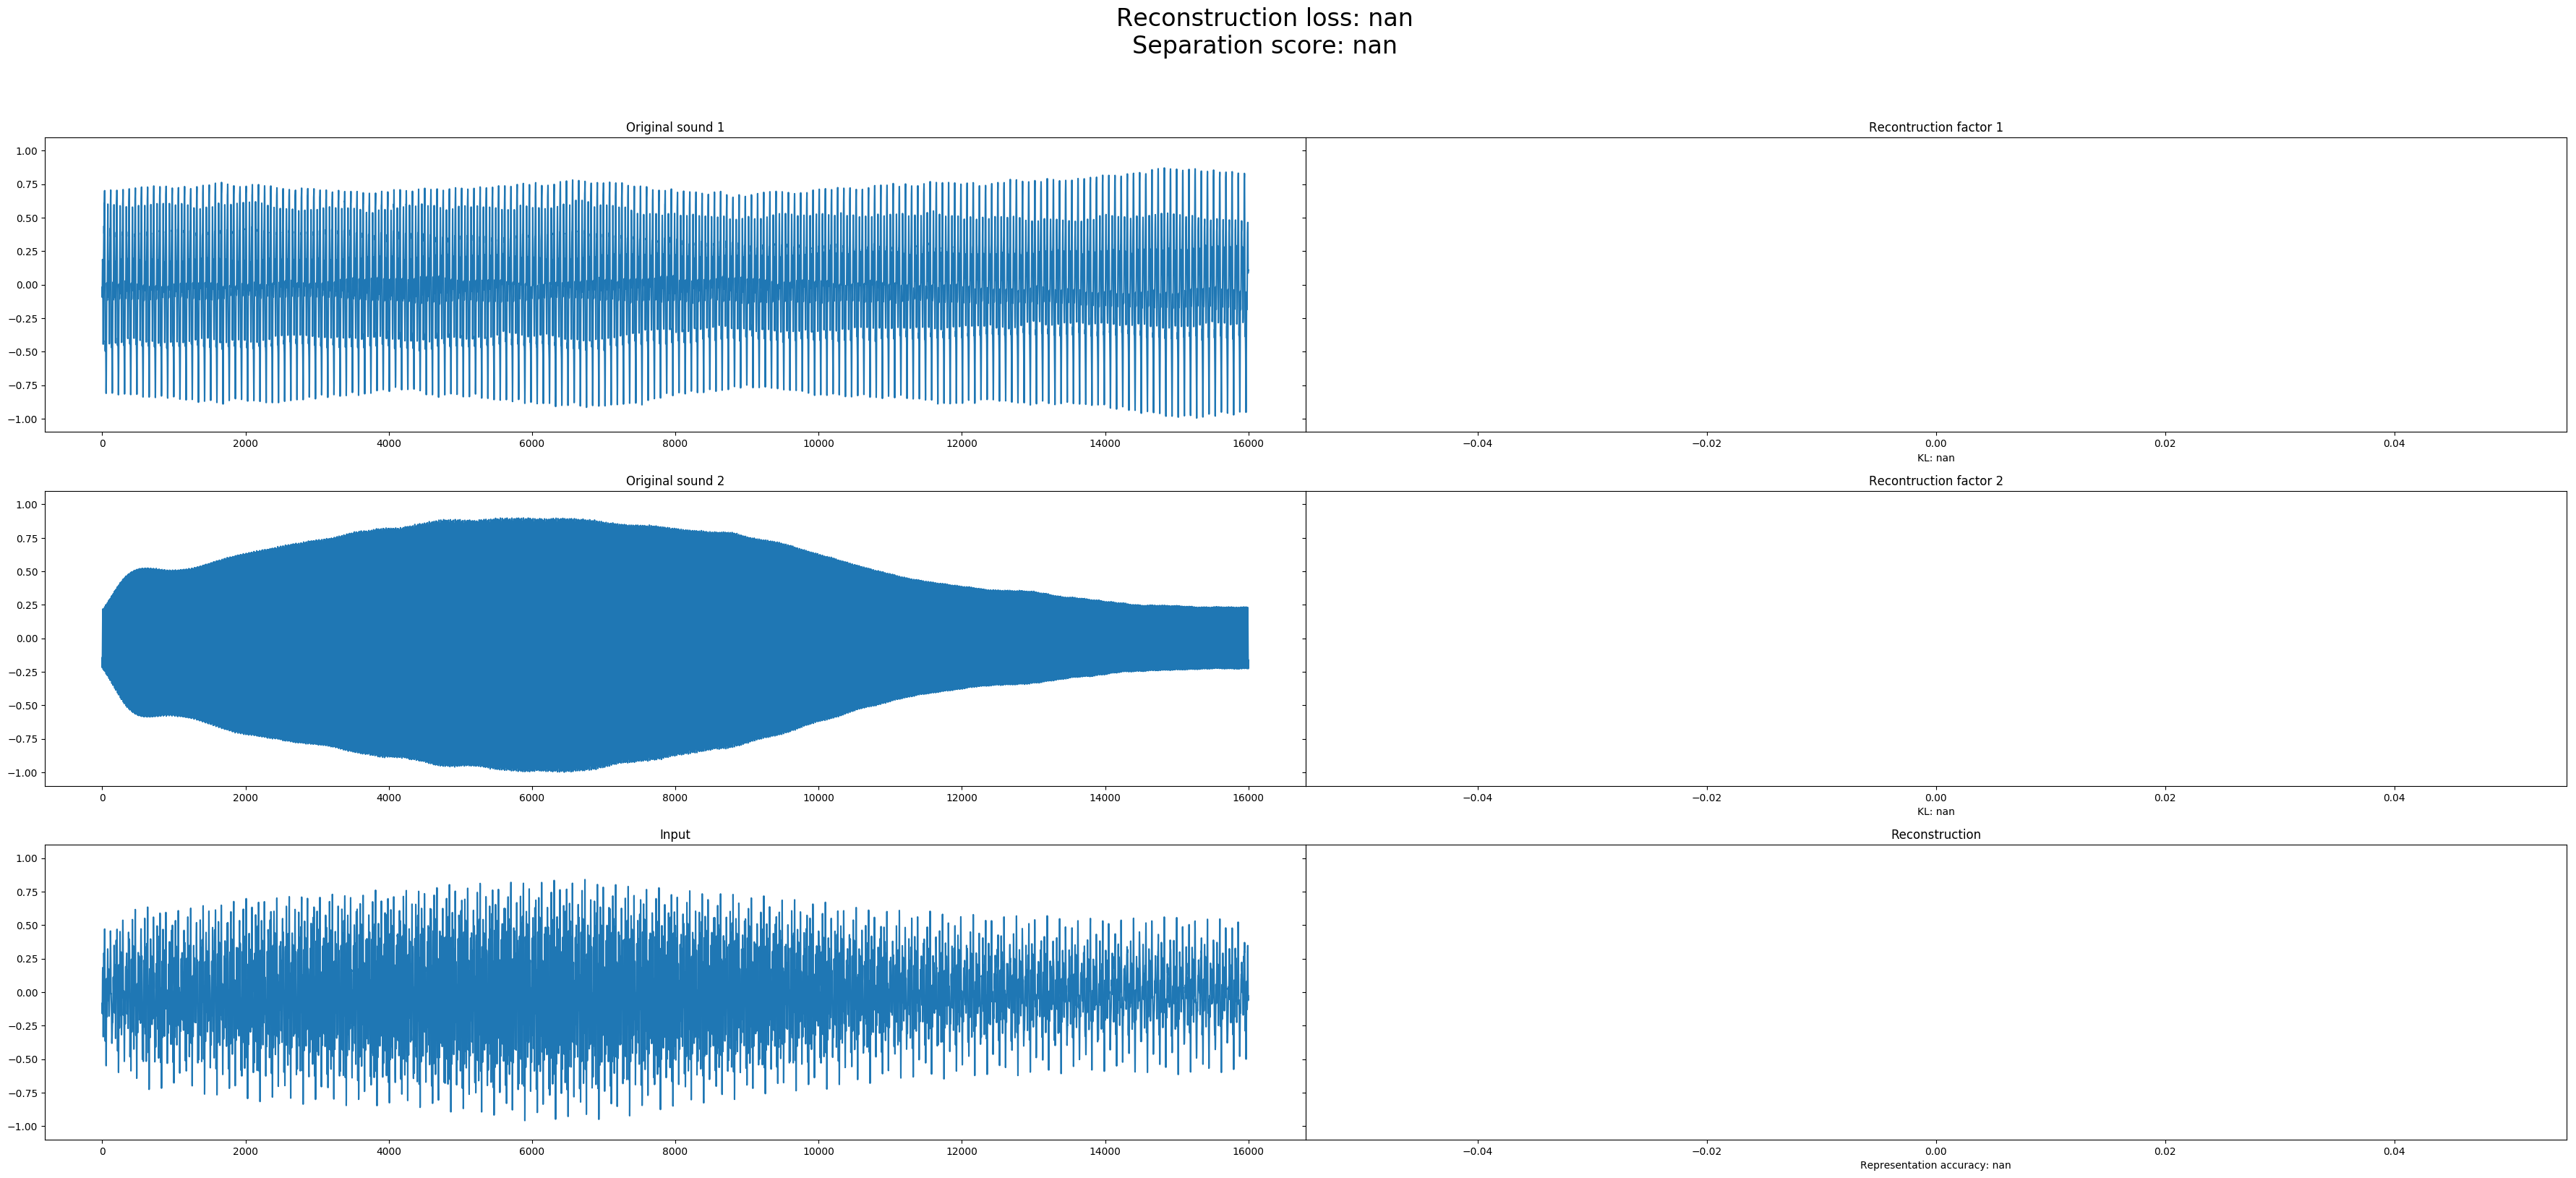 Reconstruction loss: nan
Separation score: nan
Original sound 1
Recontruction factor 1
1.00
0.75
0.50
0.25
0.00
−0.25
−0.50
−0.75
−1.00
0 2000 4000 6000 8000 10000 12000 14000 16000
−0.04 −0.02 0.00 0.02 0.04
KL: nan
Original sound 2
Recontruction factor 2
1.00
0.75
0.50
0.25
0.00
−0.25
−0.50
−0.75
−1.00
0 2000 4000 6000 8000 10000 12000 14000 16000
−0.04 −0.02 0.00 0.02 0.04
KL: nan
Input
Reconstruction
1.00
0.75
0.50
0.25
0.00
−0.25
−0.50
−0.75
−1.00
0 2000 4000 6000 8000 10000 12000 14000 16000
−0.04 −0.02 0.00 0.02 0.04
Representation accuracy: nan